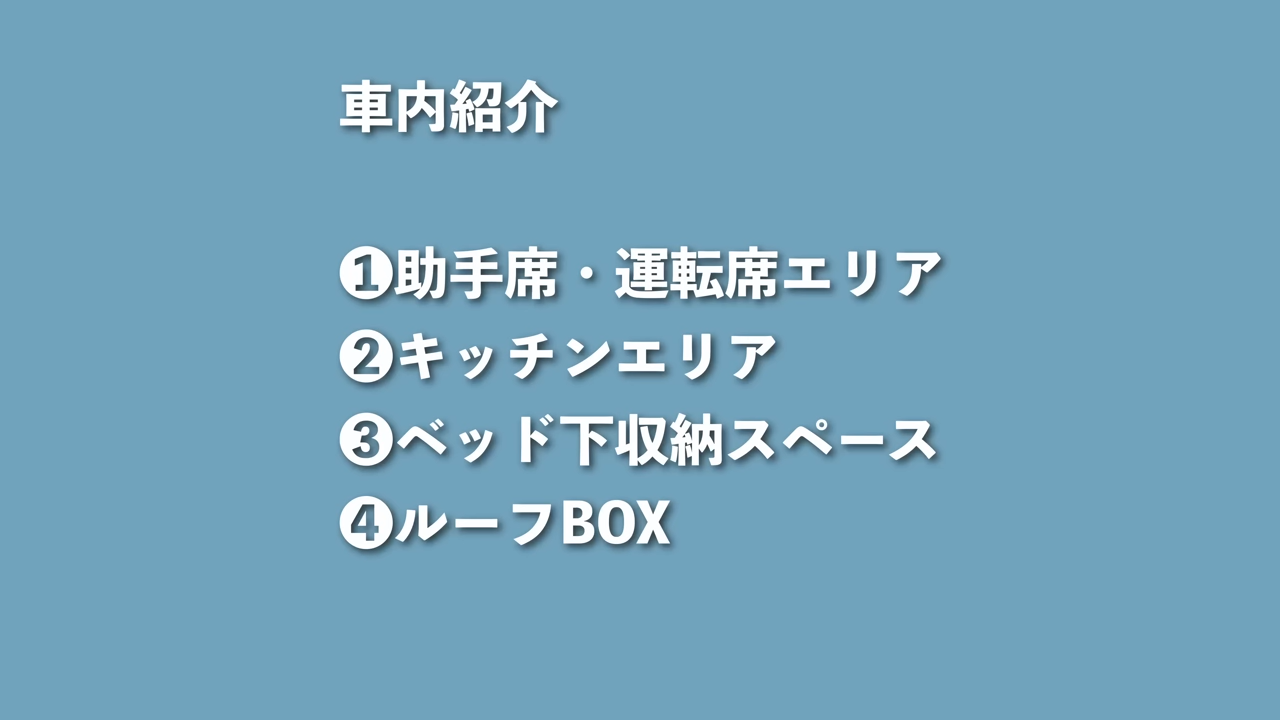 車内紹介
❶助手席・運転席エリア
❷キッチンエリア
❸ベッド下収納スペース
❹ルーフBOX